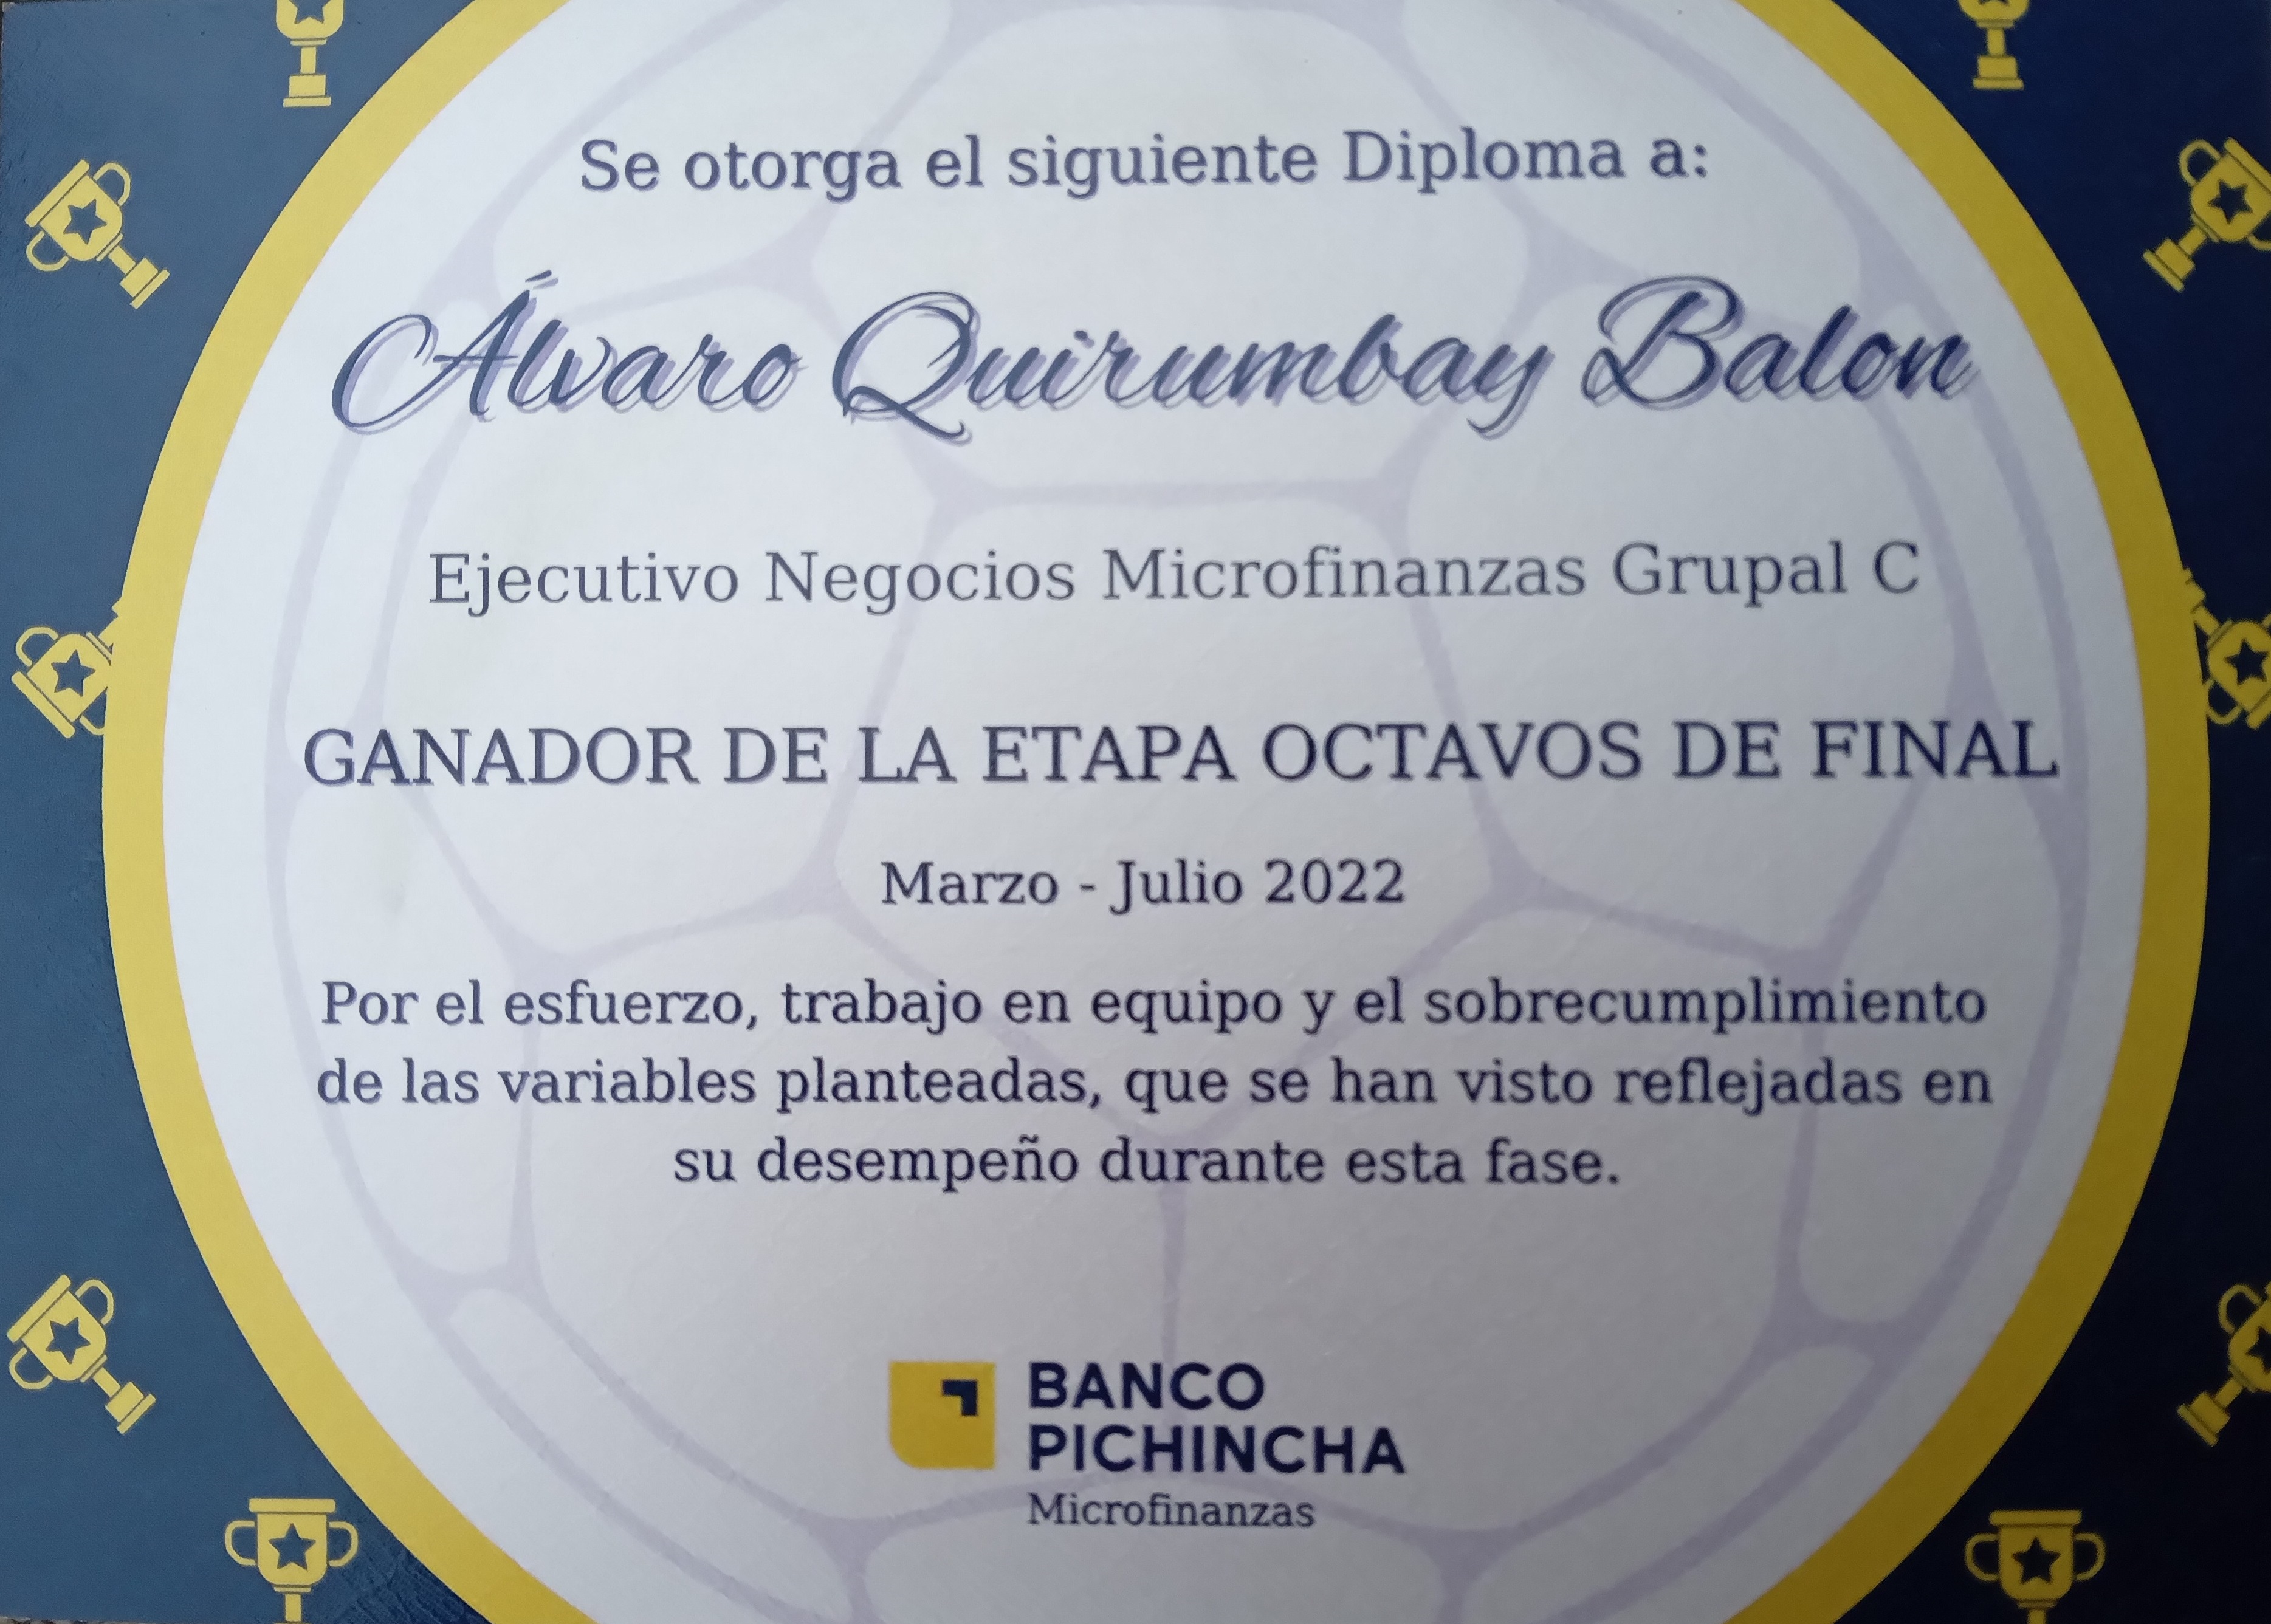 Se otorga el siguiente Diploma a:
Álvaro Quirumbay Balon
Ejecutivo Negocios Microfinanzas Grupal C
GANADOR DE LA ETAPA OCTAVOS DE FINAL
Marzo - Julio 2022
Por el esfuerzo, trabajo en equipo y el sobrecumplimiento
de las variables planteadas, que se han visto reflejadas en
su desempeño durante esta fase.
BANCO
PICHINCHA
Microfinanzas